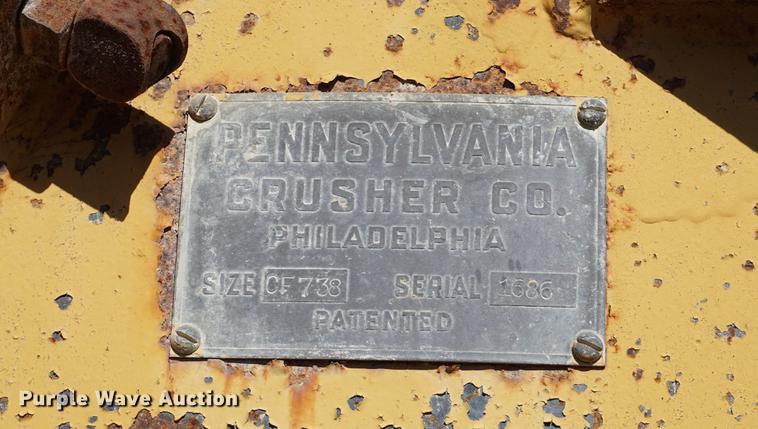 PENNSYLVANIA
CRUSHER CO.
PHILADELPHIA
SIZE CF738 SERIAL 1686
PATENTED
Purple Wave Auction